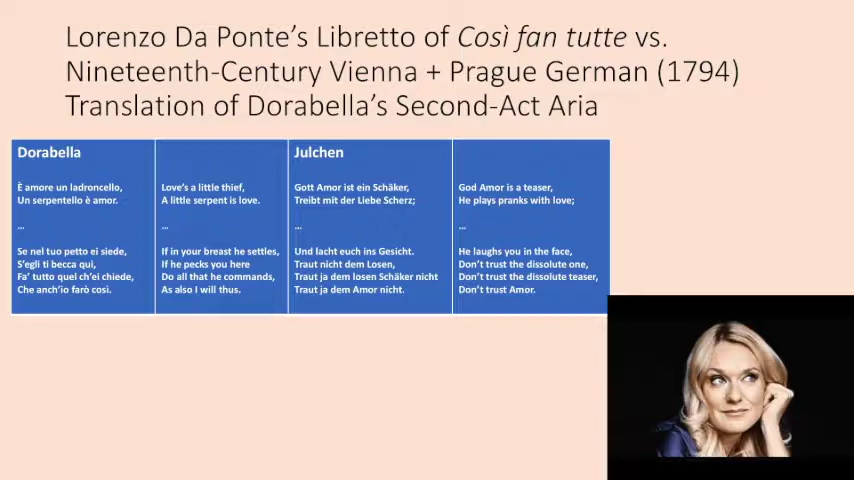 Lorenzo Da Ponte’s Libretto of Così fan tutte vs.
Nineteenth-Century Vienna + Prague German (1794)
Translation of Dorabella’s Second-Act Aria
Dorabella
È amore un ladroncello,
Un serpentello è amor.
…
Se nel tuo petto ei siede,
S’egli ti becca qui,
Fa’ tutto quel ch’ei chiede,
Che anch’io farò così.
Love’s a little thief,
A little serpent is love.
…
If in your breast he settles,
If he pecks you here
Do all that he commands,
As also I will thus.
Julchen
Gott Amor ist ein Schäker,
Treibt mit der Liebe Scherz;
…
Und lacht euch ins Gesicht.
Traut nicht dem Losen,
Traut ja dem losen Schäker nicht
Traut ja dem Amor nicht.
God Amor is a teaser,
He plays pranks with love;
…
He laughs you in the face,
Don’t trust the dissolute one,
Don’t trust the dissolute teaser,
Don’t trust Amor.